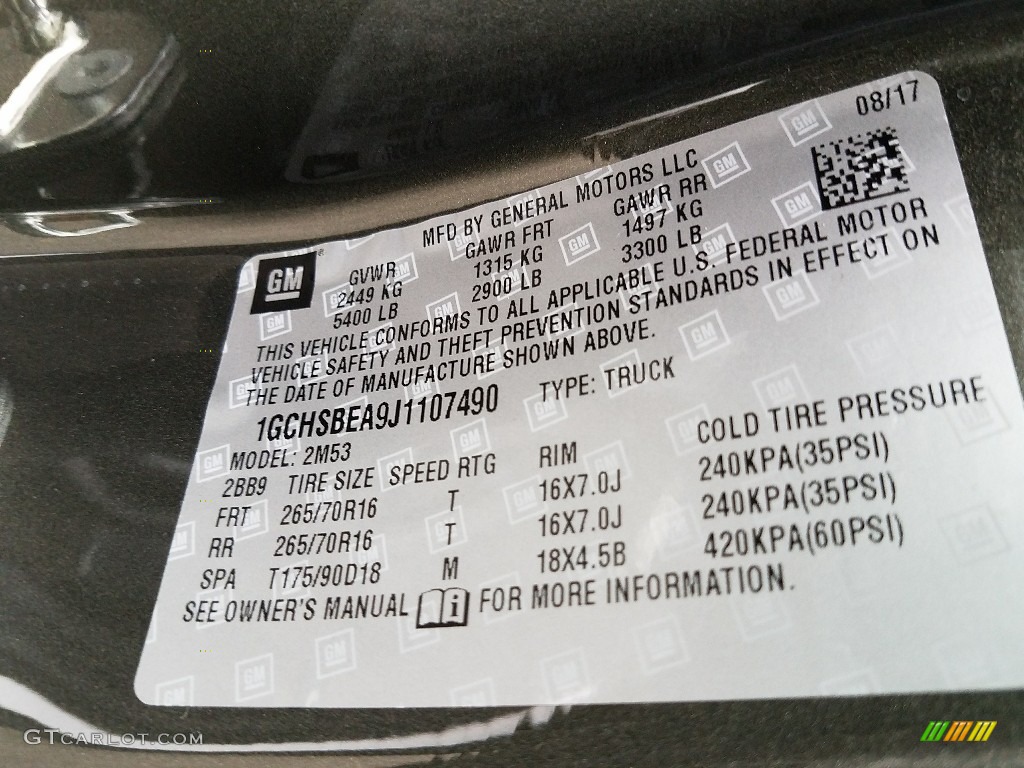 08/17
MFD BY GENERAL MOTORS LLC
GM
GVWR GAWR FRT GAWR RR
2449 KG 1315 KG 1497 KG
5400 LB 2900 LB 3300 LB
THIS VEHICLE CONFORMS TO ALL APPLICABLE U.S. FEDERAL MOTOR
VEHICLE SAFETY AND THEFT PREVENTION STANDARDS IN EFFECT ON
THE DATE OF MANUFACTURE SHOWN ABOVE.
1GCHSBEA9J1107490 TYPE: TRUCK
MODEL: 2M53
2BB9 TIRE SIZE SPEED RTG RIM COLD TIRE PRESSURE
FRT 265/70R16 T 16X7.0J 240KPA(35PSI)
RR 265/70R16 T 16X7.0J 240KPA(35PSI)
SPA T175/90D18 M 18X4.5B 420KPA(60PSI)
SEE OWNER'S MANUAL i FOR MORE INFORMATION.
GTCARLOT.COM